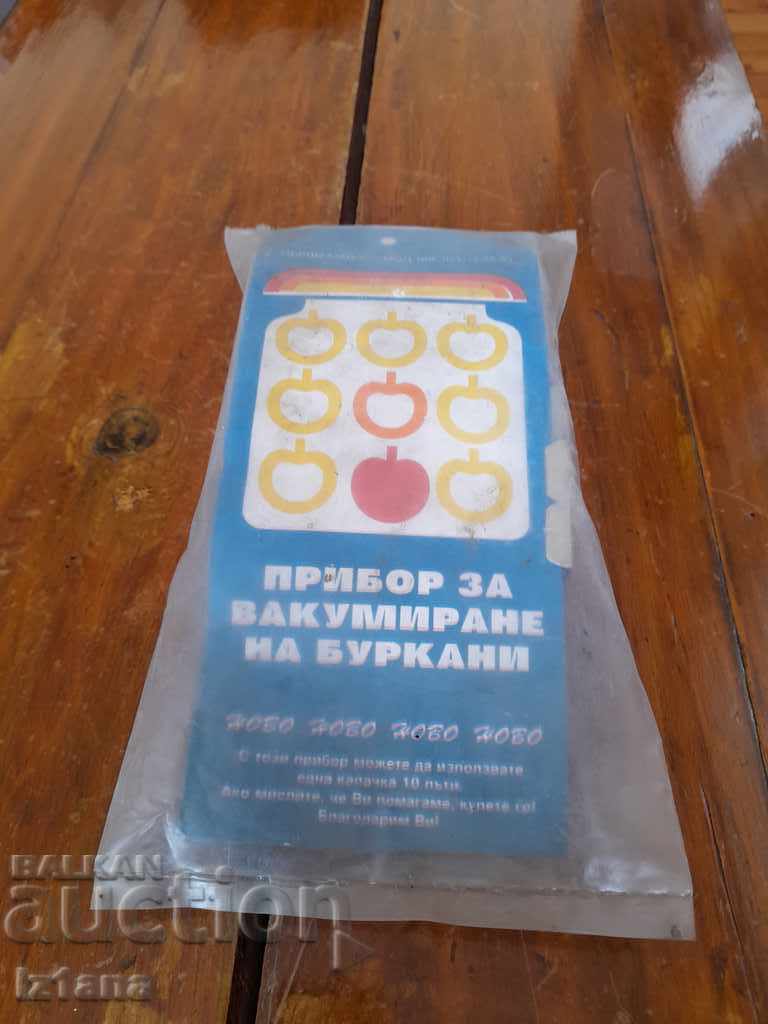 ПРИБОР ЗА
ВАКУМИРАНЕ
НА БУРКАНИ
НОВО НОВО НОВО НОВО
С този прибор можете да използвате
една капачка 10 пъти.
Ако мислите, че Ви помагаме, купете го!
Благодарим Ви!
BALKAN
auction
iz1ana